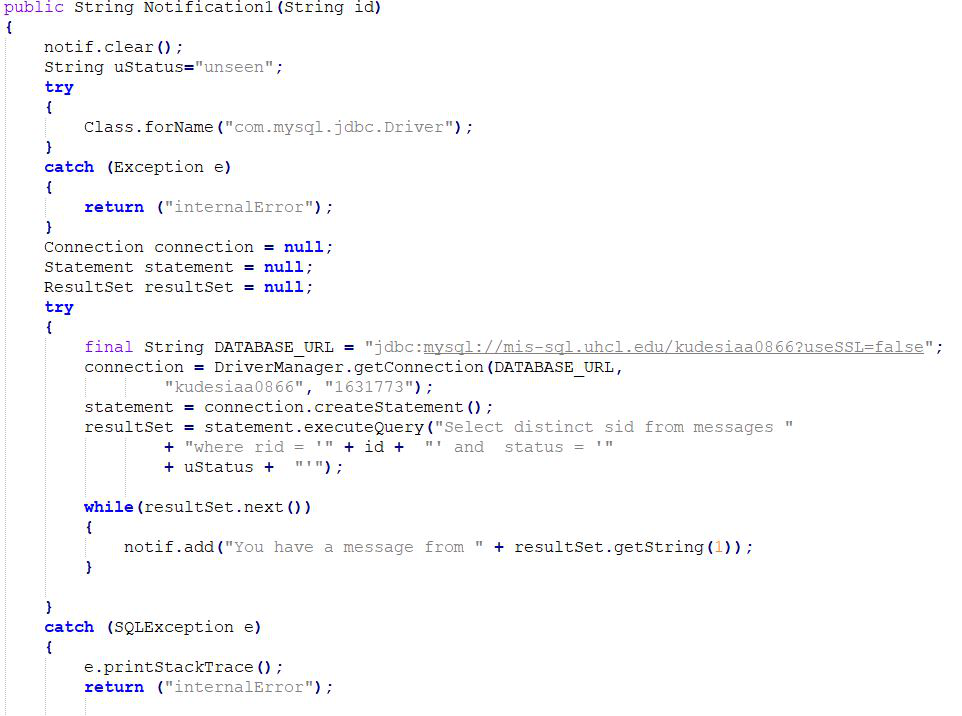 public String Notification1(String id)
{
    notif.clear();
    String uStatus="unseen";
    try
    {
        Class.forName("com.mysql.jdbc.Driver");
    }
    catch (Exception e)
    {
        return ("internalError");
    }
    Connection connection = null;
    Statement statement = null;
    ResultSet resultSet = null;
    try
    {
        final String DATABASE_URL = "jdbc:mysql://mis-sql.uhcl.edu/kudesiaa0866?useSSL=false";
        connection = DriverManager.getConnection(DATABASE_URL,
                "kudesiaa0866", "1631773");
        statement = connection.createStatement();
        resultSet = statement.executeQuery("Select distinct sid from messages "
                + "where rid = '" + id + "' and  status = '"
                + uStatus +  "'");
        while(resultSet.next())
        {
            notif.add("You have a message from " + resultSet.getString(1));
        }
    }
    catch (SQLException e)
    {
        e.printStackTrace();
        return ("internalError");